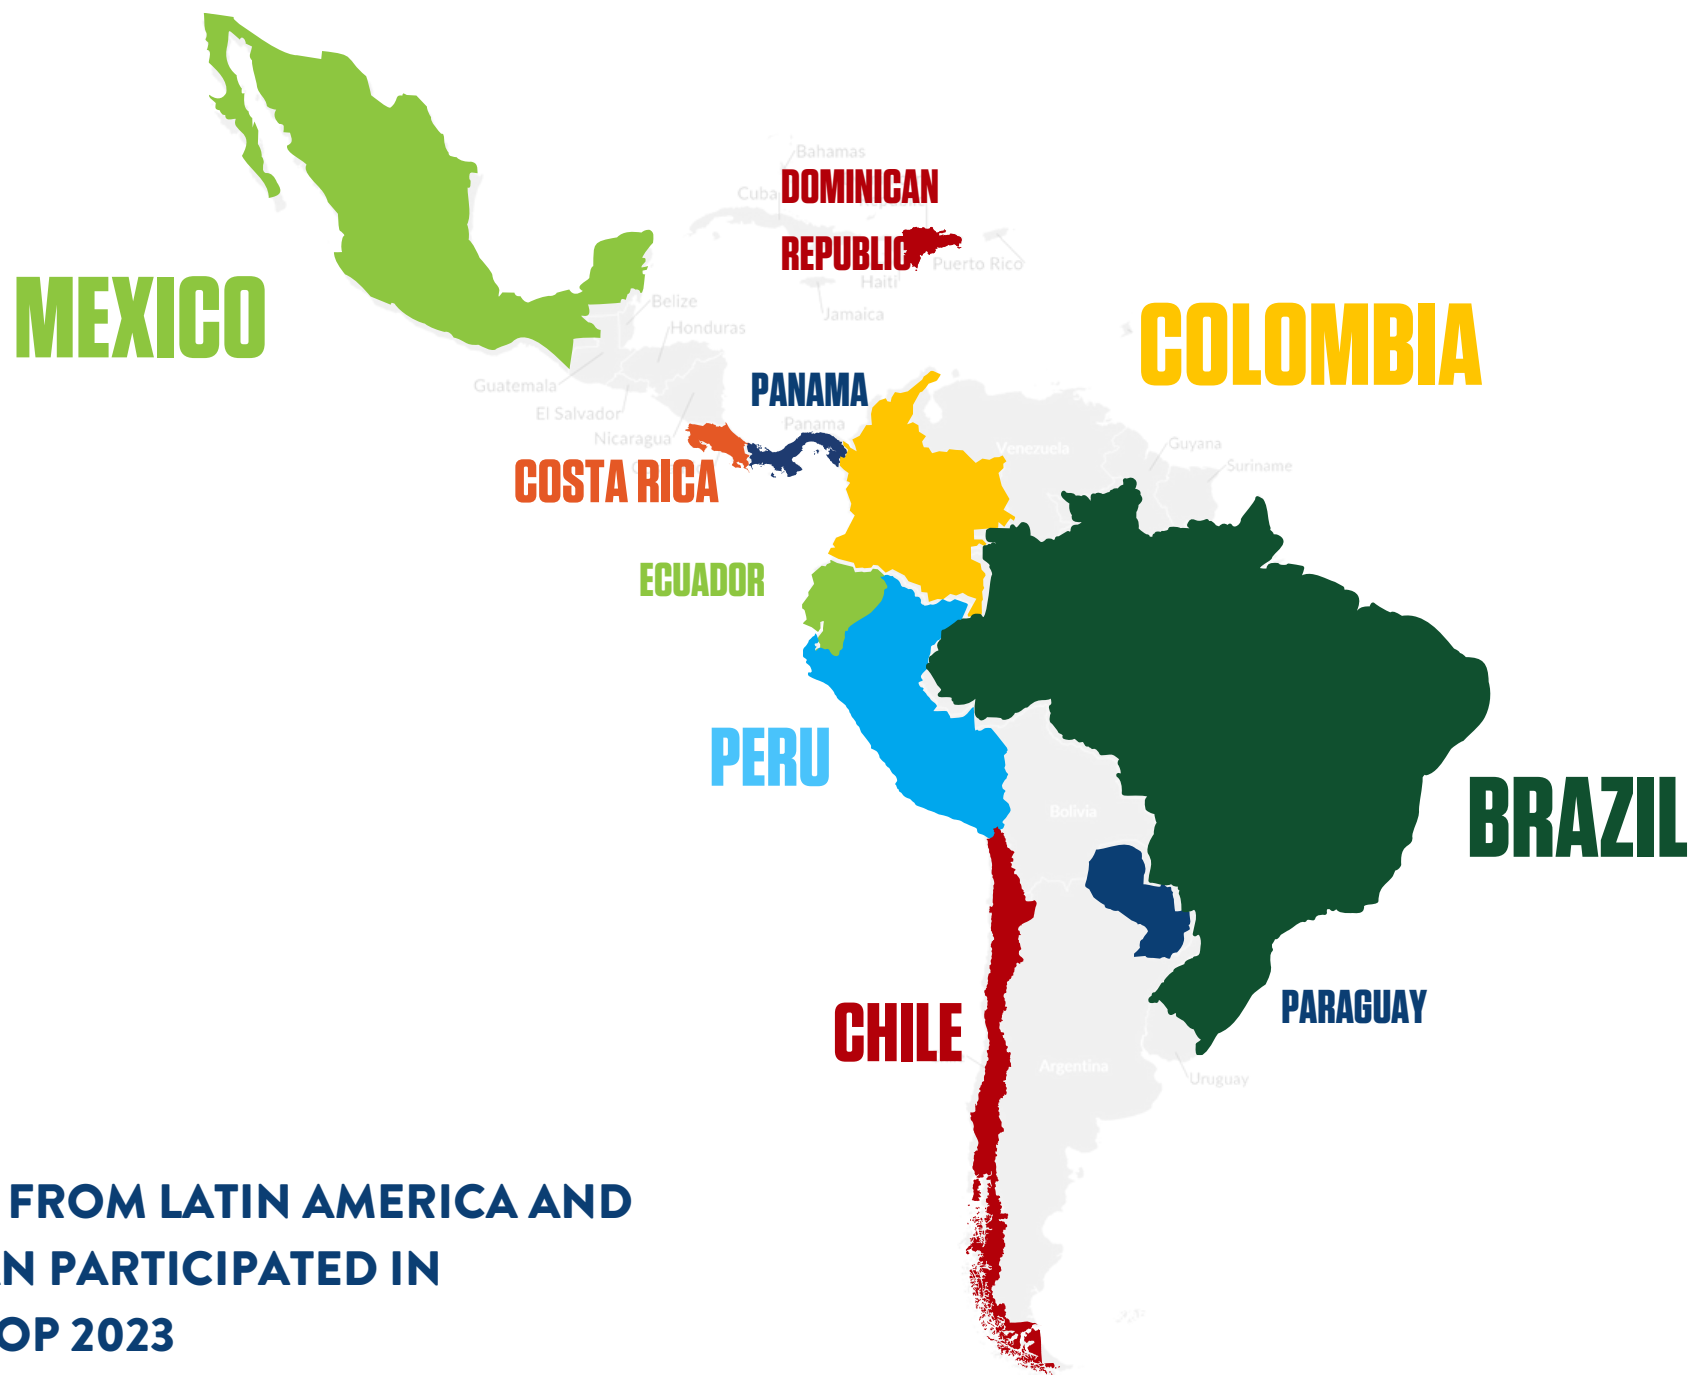 Bahamas
DOMINICAN
Cuba
REPUBLIC
Puerto Rico
Haiti
MEXICO
Belize
Jamaica
COLOMBIA
Honduras
Guatemala
PANAMA
El Salvador
Panama
Nicaragua
Venezuela
Guyana
Suriname
COSTA RICA
ECUADOR
PERU
BRAZIL
Bolivia
PARAGUAY
CHILE
Argentina
Uruguay
FROM LATIN AMERICA AND
N PARTICIPATED IN
OP 2023